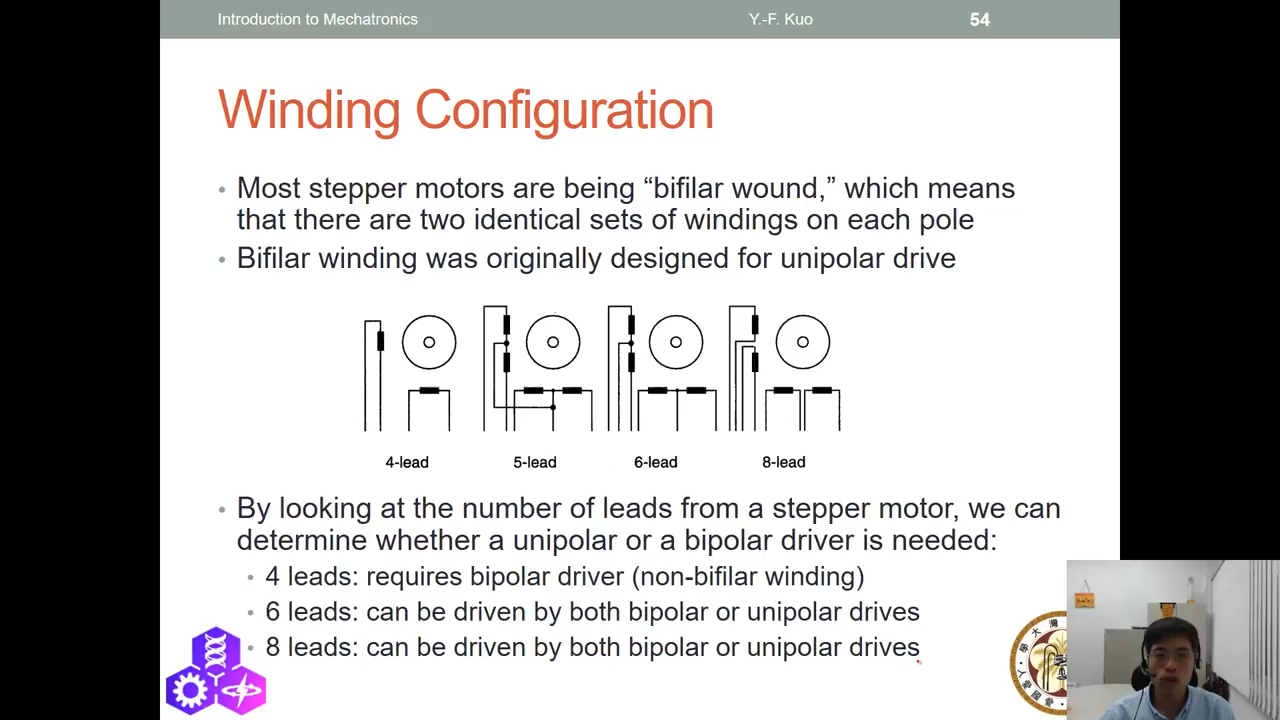 Introduction to Mechatronics Y.-F. Kuo 54
Winding Configuration
• Most stepper motors are being “bifilar wound,” which means
that there are two identical sets of windings on each pole
• Bifilar winding was originally designed for unipolar drive
4-lead 5-lead 6-lead 8-lead
• By looking at the number of leads from a stepper motor, we can
determine whether a unipolar or a bipolar driver is needed:
• 4 leads: requires bipolar driver (non-bifilar winding)
• 6 leads: can be driven by both bipolar or unipolar drives
• 8 leads: can be driven by both bipolar or unipolar drives